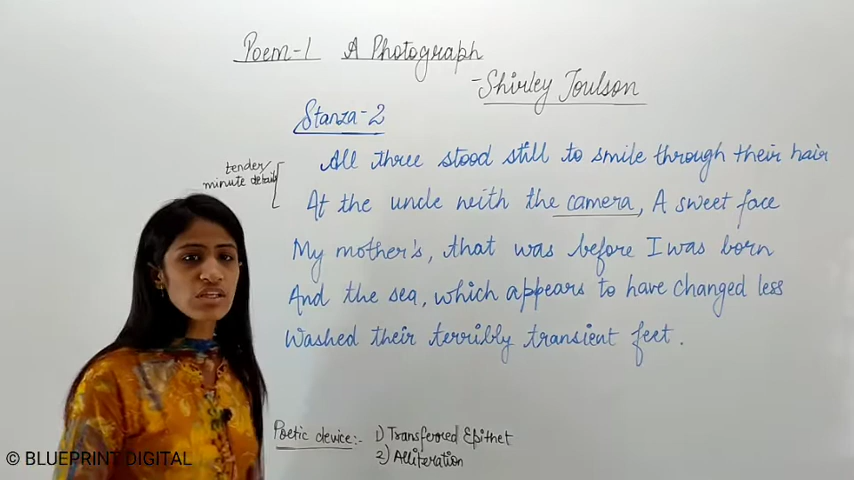 Poem-1 A Photograph
-Shirley Toulson
Stanza-2
tender/
minute details
All three stood still to smile through their hair
At the uncle with the camera, A sweet face
My mother's, that was before I was born
And the sea, which appears to have changed less
Washed their terribly transient feet.
Poetic device:- 1) Transferred Epithet
2) Alliteration
© BLUEPRINT DIGITAL